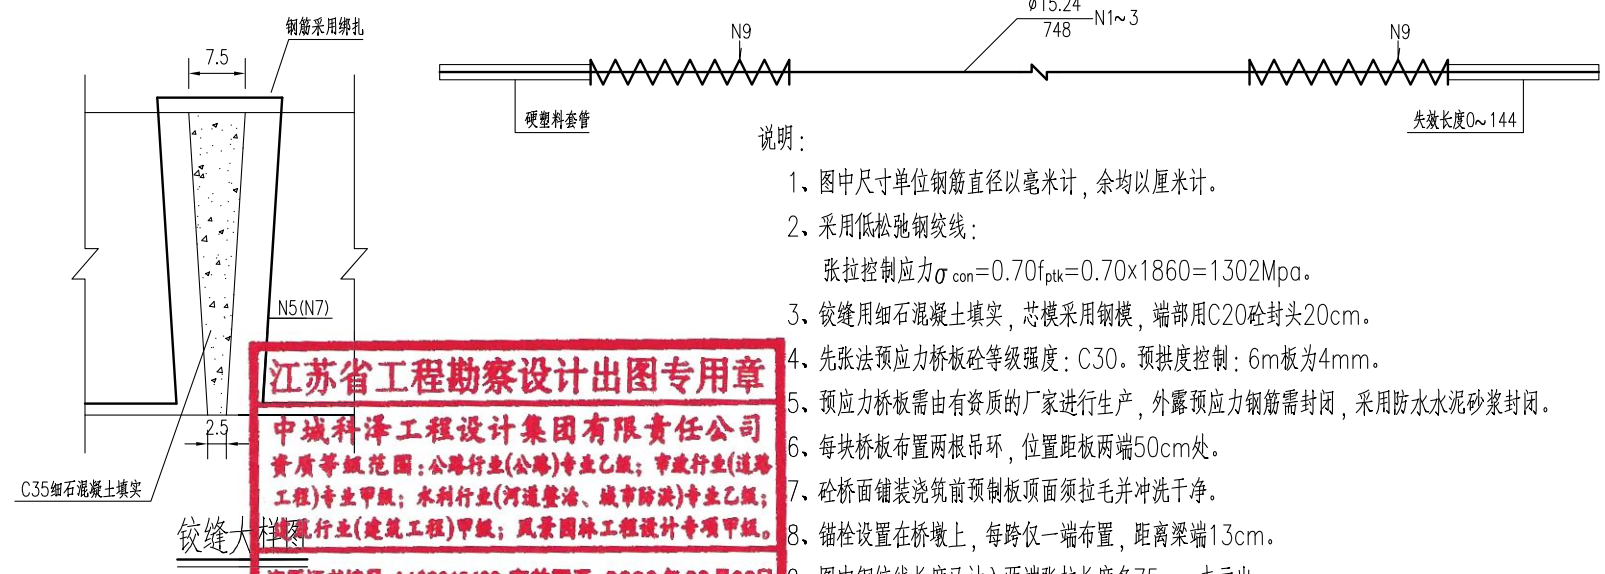 钢筋采用绑扎
7.5
N5(N7)
2.5
C35细石混凝土填实
铰缝大样图
ϕ15.24
748
N1~3
N9
N9
硬塑料套管
失效长度0~144
说明：
1、图中尺寸单位钢筋直径以毫米计，余均以厘米计。
2、采用低松弛钢绞线：
张拉控制应力σcon=0.70fptk=0.70x1860=1302Mpa。
3、铰缝用细石混凝土填实，芯模采用钢模，端部用C20砼封头20cm。
4、先张法预应力桥板砼等级强度：C30。预拱度控制：6m板为4mm。
5、预应力桥板需由有资质的厂家进行生产，外露预应力钢筋需封闭，采用防水水泥砂浆封闭。
6、每块桥板布置两根吊环，位置距板两端50cm处。
7、砼桥面铺装浇筑前预制板顶面须拉毛并冲洗干净。
8、锚栓设置在桥墩上，每跨仅一端布置，距离梁端13cm。
江苏省工程勘察设计出图专用章
中城科泽工程设计集团有限责任公司
资质等级范围：公路行业(公路)专业乙级；市政行业(道路
工程)专业甲级；水利行业(河道整治、城市防洪)专业乙级；
建筑行业(建筑工程)甲级；风景园林工程设计专项甲级。